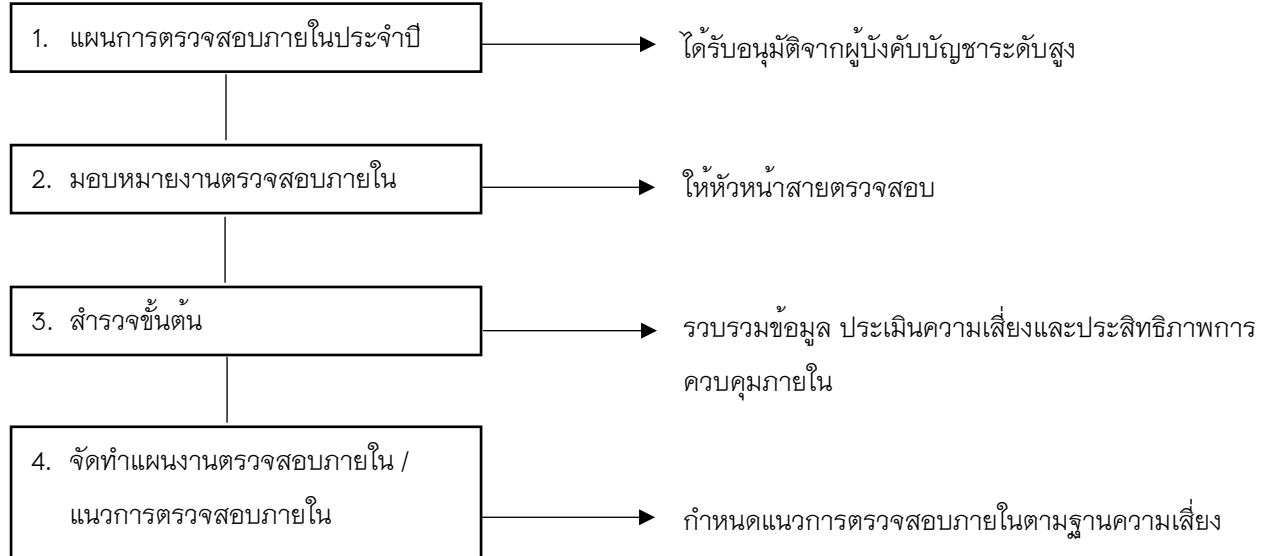 1. แผนการตรวจสอบภายในประจำปี
ได้รับอนุมัติจากผู้บังคับบัญชาระดับสูง
2. มอบหมายงานตรวจสอบภายใน
ให้หัวหน้าสายตรวจสอบ
3. สำรวจขั้นต้น
รวบรวมข้อมูล ประเมินความเสี่ยงและประสิทธิภาพการ
ควบคุมภายใน
4. จัดทำแผนงานตรวจสอบภายใน /
แนวการตรวจสอบภายใน
กำหนดแนวการตรวจสอบภายในตามฐานความเสี่ยง